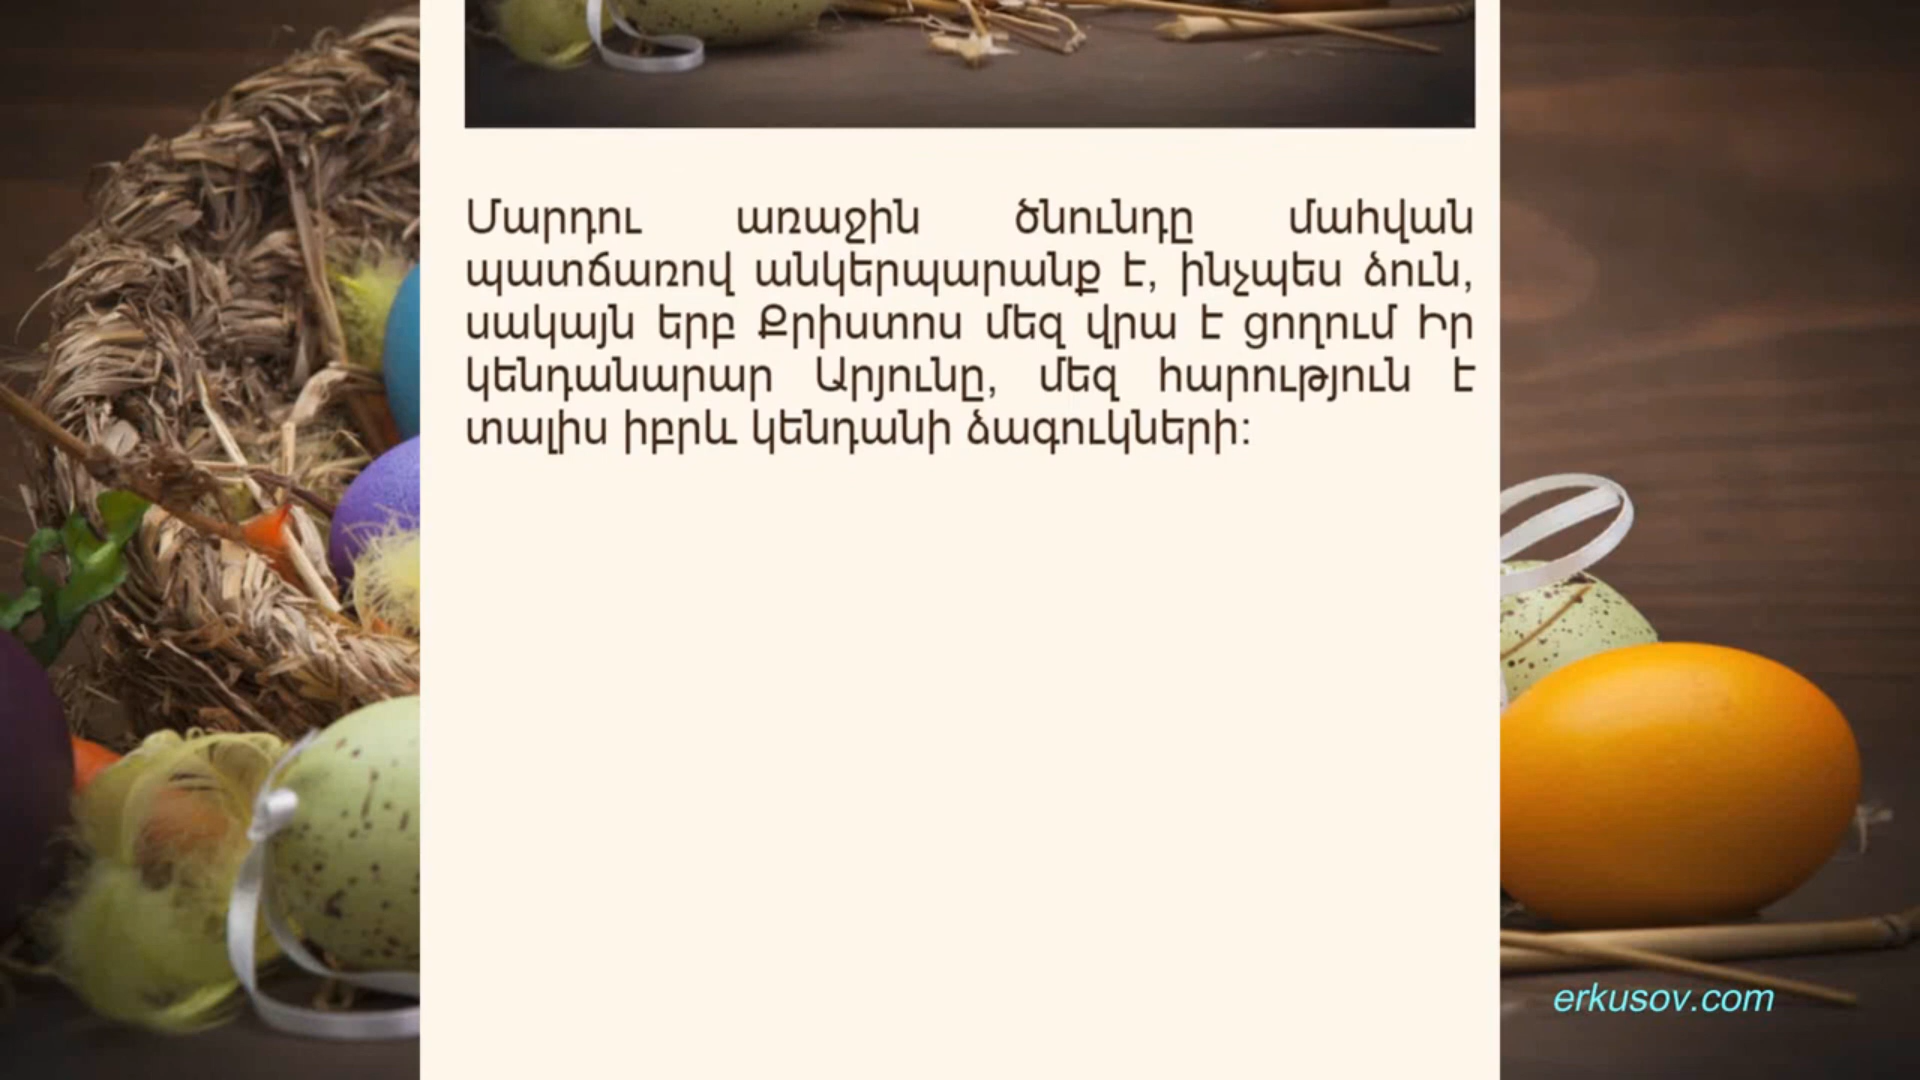 Մարդու առաջին ծնունդը մահվան
պատճառով անկերպարանք է, ինչպես ձուն,
սակայն երբ Քրիստոս մեզ վրա է ցողում Իր
կենդանարար Արյունը, մեզ հարություն է
տալիս իբրև կենդանի ձագուկների։
erkusov.com